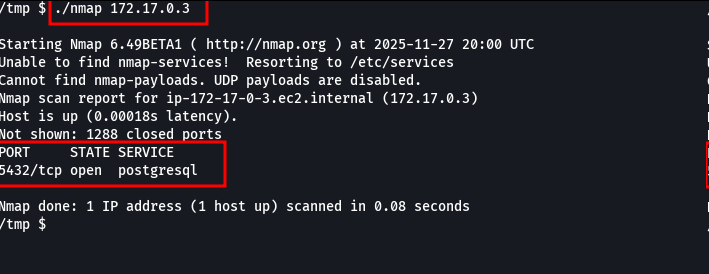 /tmp $ ./nmap 172.17.0.3
Starting Nmap 6.49BETA1 ( http://nmap.org ) at 2025-11-27 20:00 UTC
Unable to find nmap-services!  Resorting to /etc/services
Cannot find nmap-payloads. UDP payloads are disabled.
Nmap scan report for ip-172-17-0-3.ec2.internal (172.17.0.3)
Host is up (0.00018s latency).
Not shown: 1288 closed ports
PORT     STATE SERVICE
5432/tcp open  postgresql
Nmap done: 1 IP address (1 host up) scanned in 0.08 seconds
/tmp $